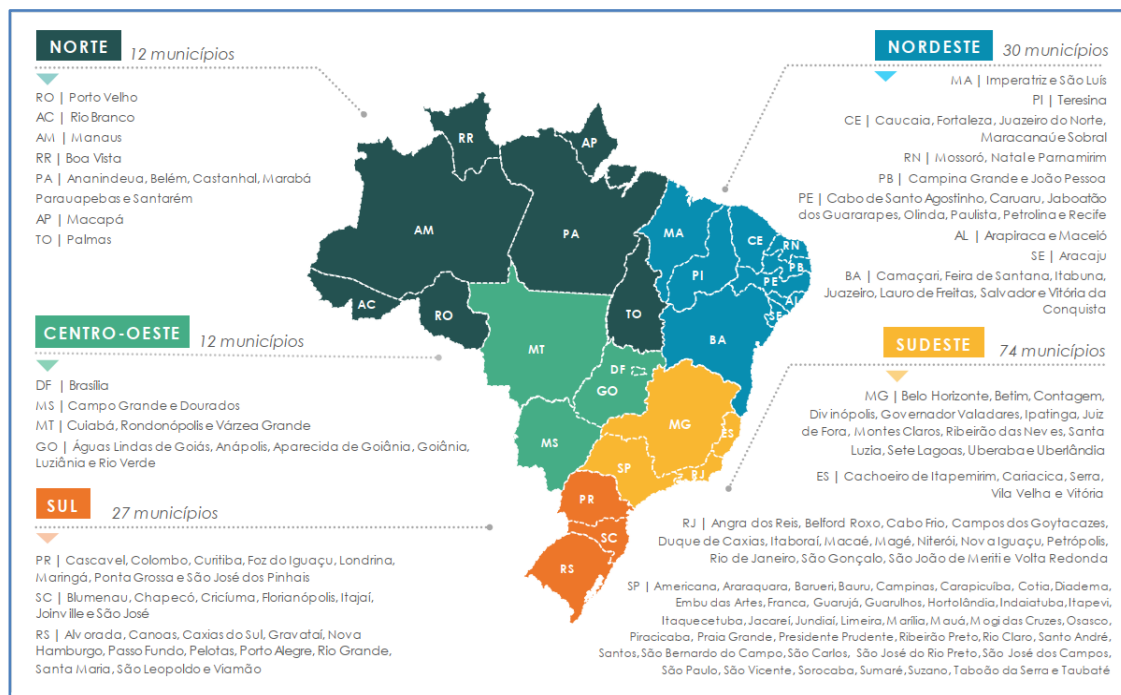 NORTE
12 municípios
RO | Porto Velho
AC | Rio Branco
AM | Manaus
RR | Boa Vista
PA | Ananindeua, Belém, Castanhal, Marabá
Parauapebas e Santarém
AP | Macapá
TO | Palmas
CENTRO-OESTE
12 municípios
DF | Brasília
MS | Campo Grande e Dourados
MT | Cuiabá, Rondonópolis e Várzea Grande
GO | Águas Lindas de Goiás, Anápolis, Aparecida de Goiânia, Goiânia,
Luziânia e Rio Verde
SUL
27 municípios
PR | Cascavel, Colombo, Curitiba, Foz do Iguaçu, Londrina,
Maringá, Ponta Grossa e São José dos Pinhais
SC | Blumenau, Chapecó, Criciúma, Florianópolis, Itajaí,
Joinville e São José
RS | Alvorada, Canoas, Caxias do Sul, Gravataí, Nova
Hamburgo, Passo Fundo, Pelotas, Porto Alegre, Rio Grande,
Santa Maria, São Leopoldo e Viamão
RR
AP
AM
PA
MA
CE
RN
PB
PI
PE
AL
SE
AC
RO
TO
BA
MT
DF
GO
MG
ES
MS
SP
RJ
PR
SC
RS
NORDESTE
30 municípios
MA | Imperatriz e São Luís
PI | Teresina
CE | Caucaia, Fortaleza, Juazeiro do Norte,
Maracanaú e Sobral
RN | Mossoró, Natal e Parnamirim
PB | Campina Grande e João Pessoa
PE | Cabo de Santo Agostinho, Caruaru, Jaboatão
dos Guararapes, Olinda, Paulista, Petrolina e Recife
AL | Arapiraca e Maceió
SE | Aracaju
BA | Camaçari, Feira de Santana, Itabuna,
Juazeiro, Lauro de Freitas, Salvador e Vitória da
Conquista
SUDESTE
74 municípios
MG | Belo Horizonte, Betim, Contagem,
Divinópolis, Governador Valadares, Ipatinga, Juiz
de Fora, Montes Claros, Ribeirão das Neves, Santa
Luzia, Sete Lagoas, Uberaba e Uberlândia
ES | Cachoeiro de Itapemirim, Cariacica, Serra,
Vila Velha e Vitória
RJ | Angra dos Reis, Belford Roxo, Cabo Frio, Campos dos Goytacazes,
Duque de Caxias, Itaboraí, Macaé, Magé, Niterói, Nova Iguaçu, Petrópolis,
Rio de Janeiro, São Gonçalo, São João de Meriti e Volta Redonda
SP | Americana, Araraquara, Barueri, Bauru, Campinas, Carapicuíba, Cotia, Diadema,
Embu das Artes, Franca, Guarujá, Guarulhos, Hortolândia, Indaiatuba, Itapevi,
Itaquecetuba, Jacareí, Jundiaí, Limeira, Marília, Mauá, Mogi das Cruzes, Osasco,
Piracicaba, Praia Grande, Presidente Prudente, Ribeirão Preto, Rio Claro, Santo André,
Santos, São Bernardo do Campo, São Carlos, São José do Rio Preto, São José dos Campos,
São Paulo, São Vicente, Sorocaba, Sumaré, Suzano, Taboão da Serra e Taubaté